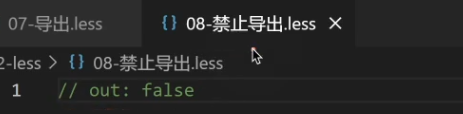 07-导出.less
{} 08-禁止导出.less ×
2-less > {} 08-禁止导出.less
1 // out: false